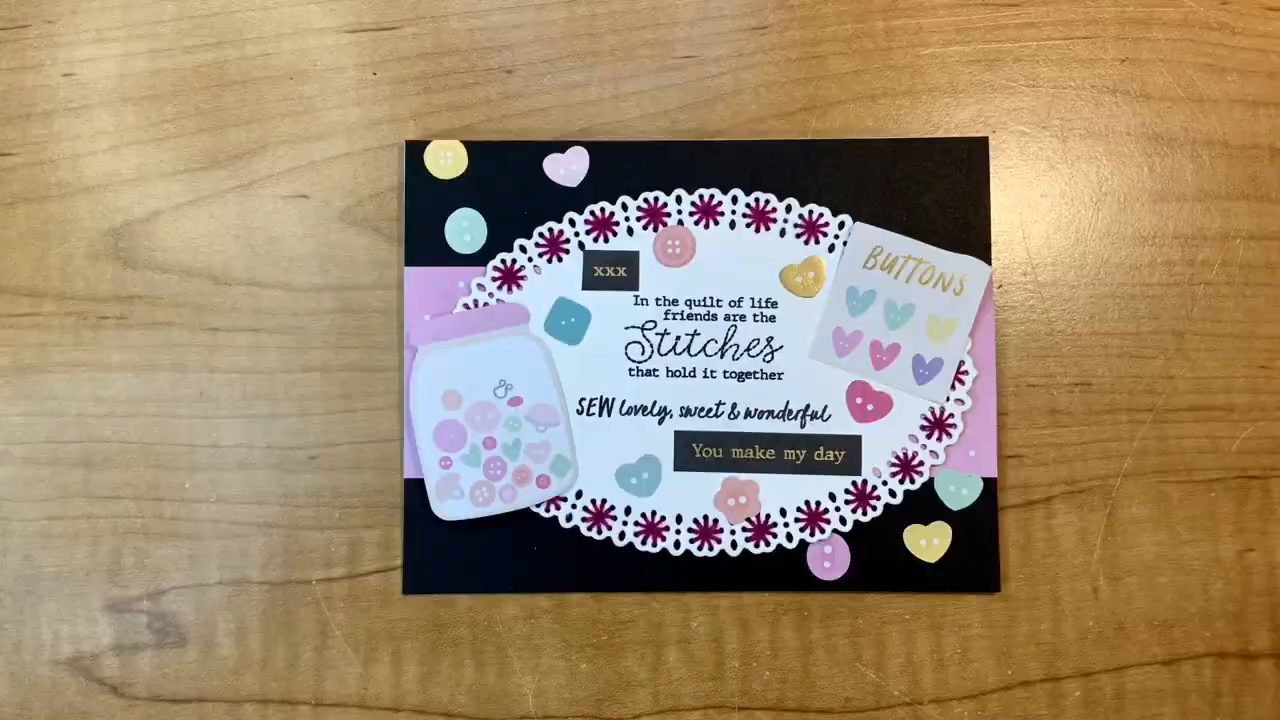 BUTTONS
xxx
In the quilt of life
friends are the
Stitches
that hold it together
SEW lovely, sweet & wonderful
You make my day